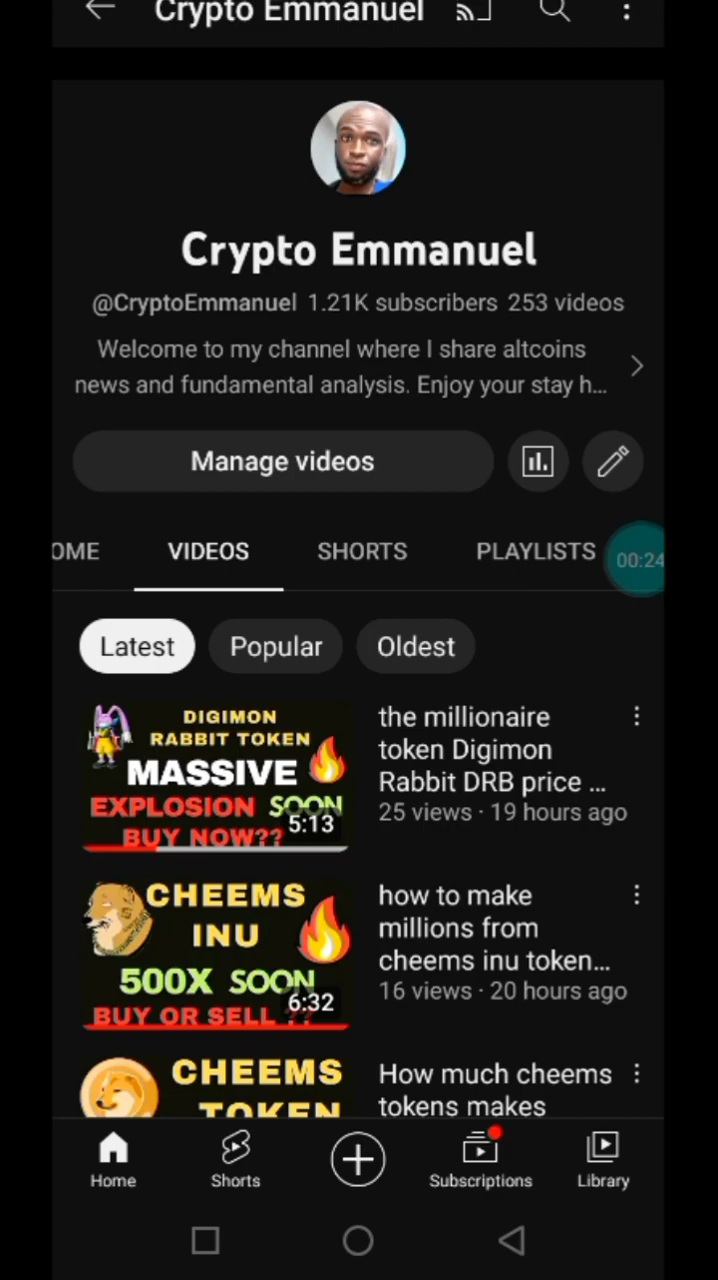 Crypto Emmanuel
Crypto Emmanuel
@CryptoEmmanuel 1.21K subscribers 253 videos
Welcome to my channel where I share altcoins
news and fundamental analysis. Enjoy your stay h...
Manage videos
OME VIDEOS SHORTS PLAYLISTS 00:24
Latest Popular Oldest
DIGIMON
RABBIT TOKEN
MASSIVE
EXPLOSION SOON
BUY NOW??
5:13
the millionaire
token Digimon
Rabbit DRB price ...
25 views · 19 hours ago
CHEEMS
INU
500X SOON
BUY OR SELL ??
6:32
how to make
millions from
cheems inu token...
16 views · 20 hours ago
CHEEMS
TOKEN
How much cheems
tokens makes
Home Shorts Subscriptions Library